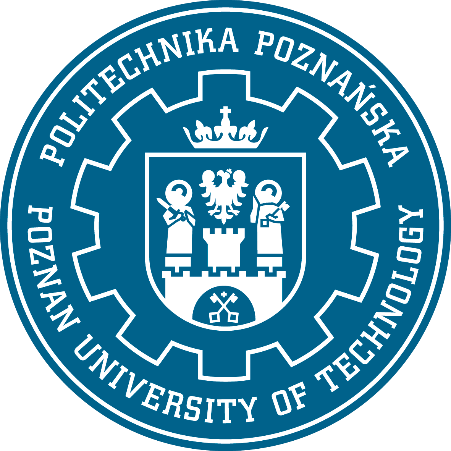 POLITECHNIKA POZNAŃSKA
POZNAN UNIVERSITY OF TECHNOLOGY